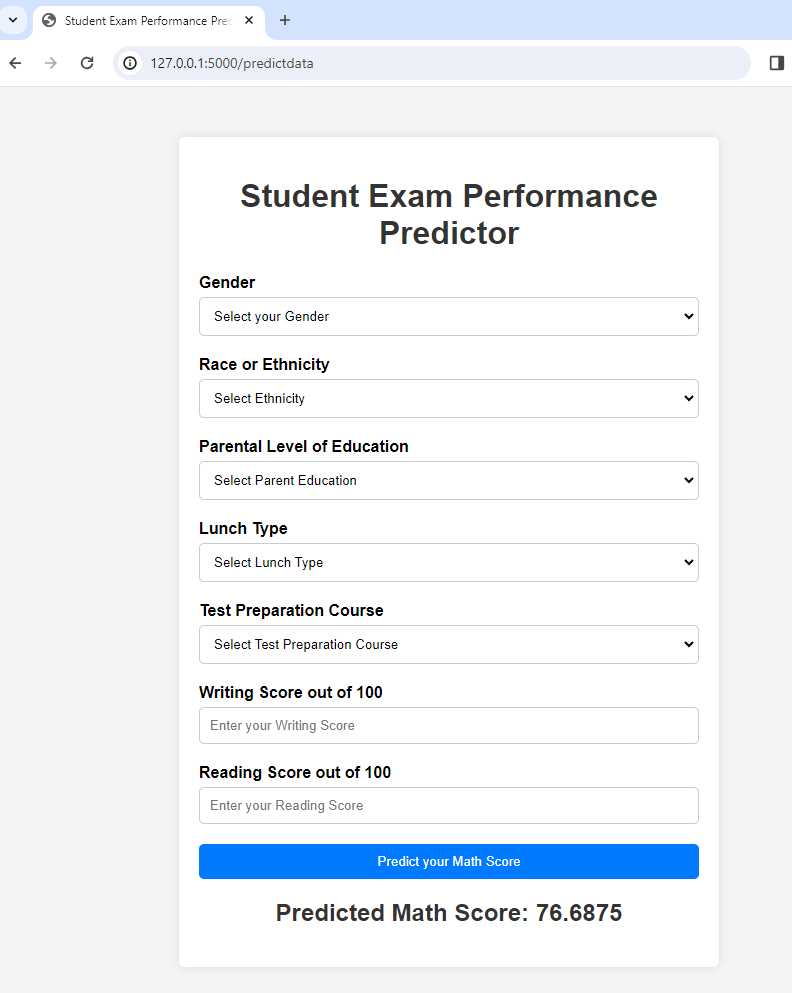 Student Exam Performance Pred
127.0.0.1:5000/predictdata
Student Exam Performance
Predictor
Gender
Select your Gender
Race or Ethnicity
Select Ethnicity
Parental Level of Education
Select Parent Education
Lunch Type
Select Lunch Type
Test Preparation Course
Select Test Preparation Course
Writing Score out of 100
Enter your Writing Score
Reading Score out of 100
Enter your Reading Score
Predict your Math Score
Predicted Math Score: 76.6875